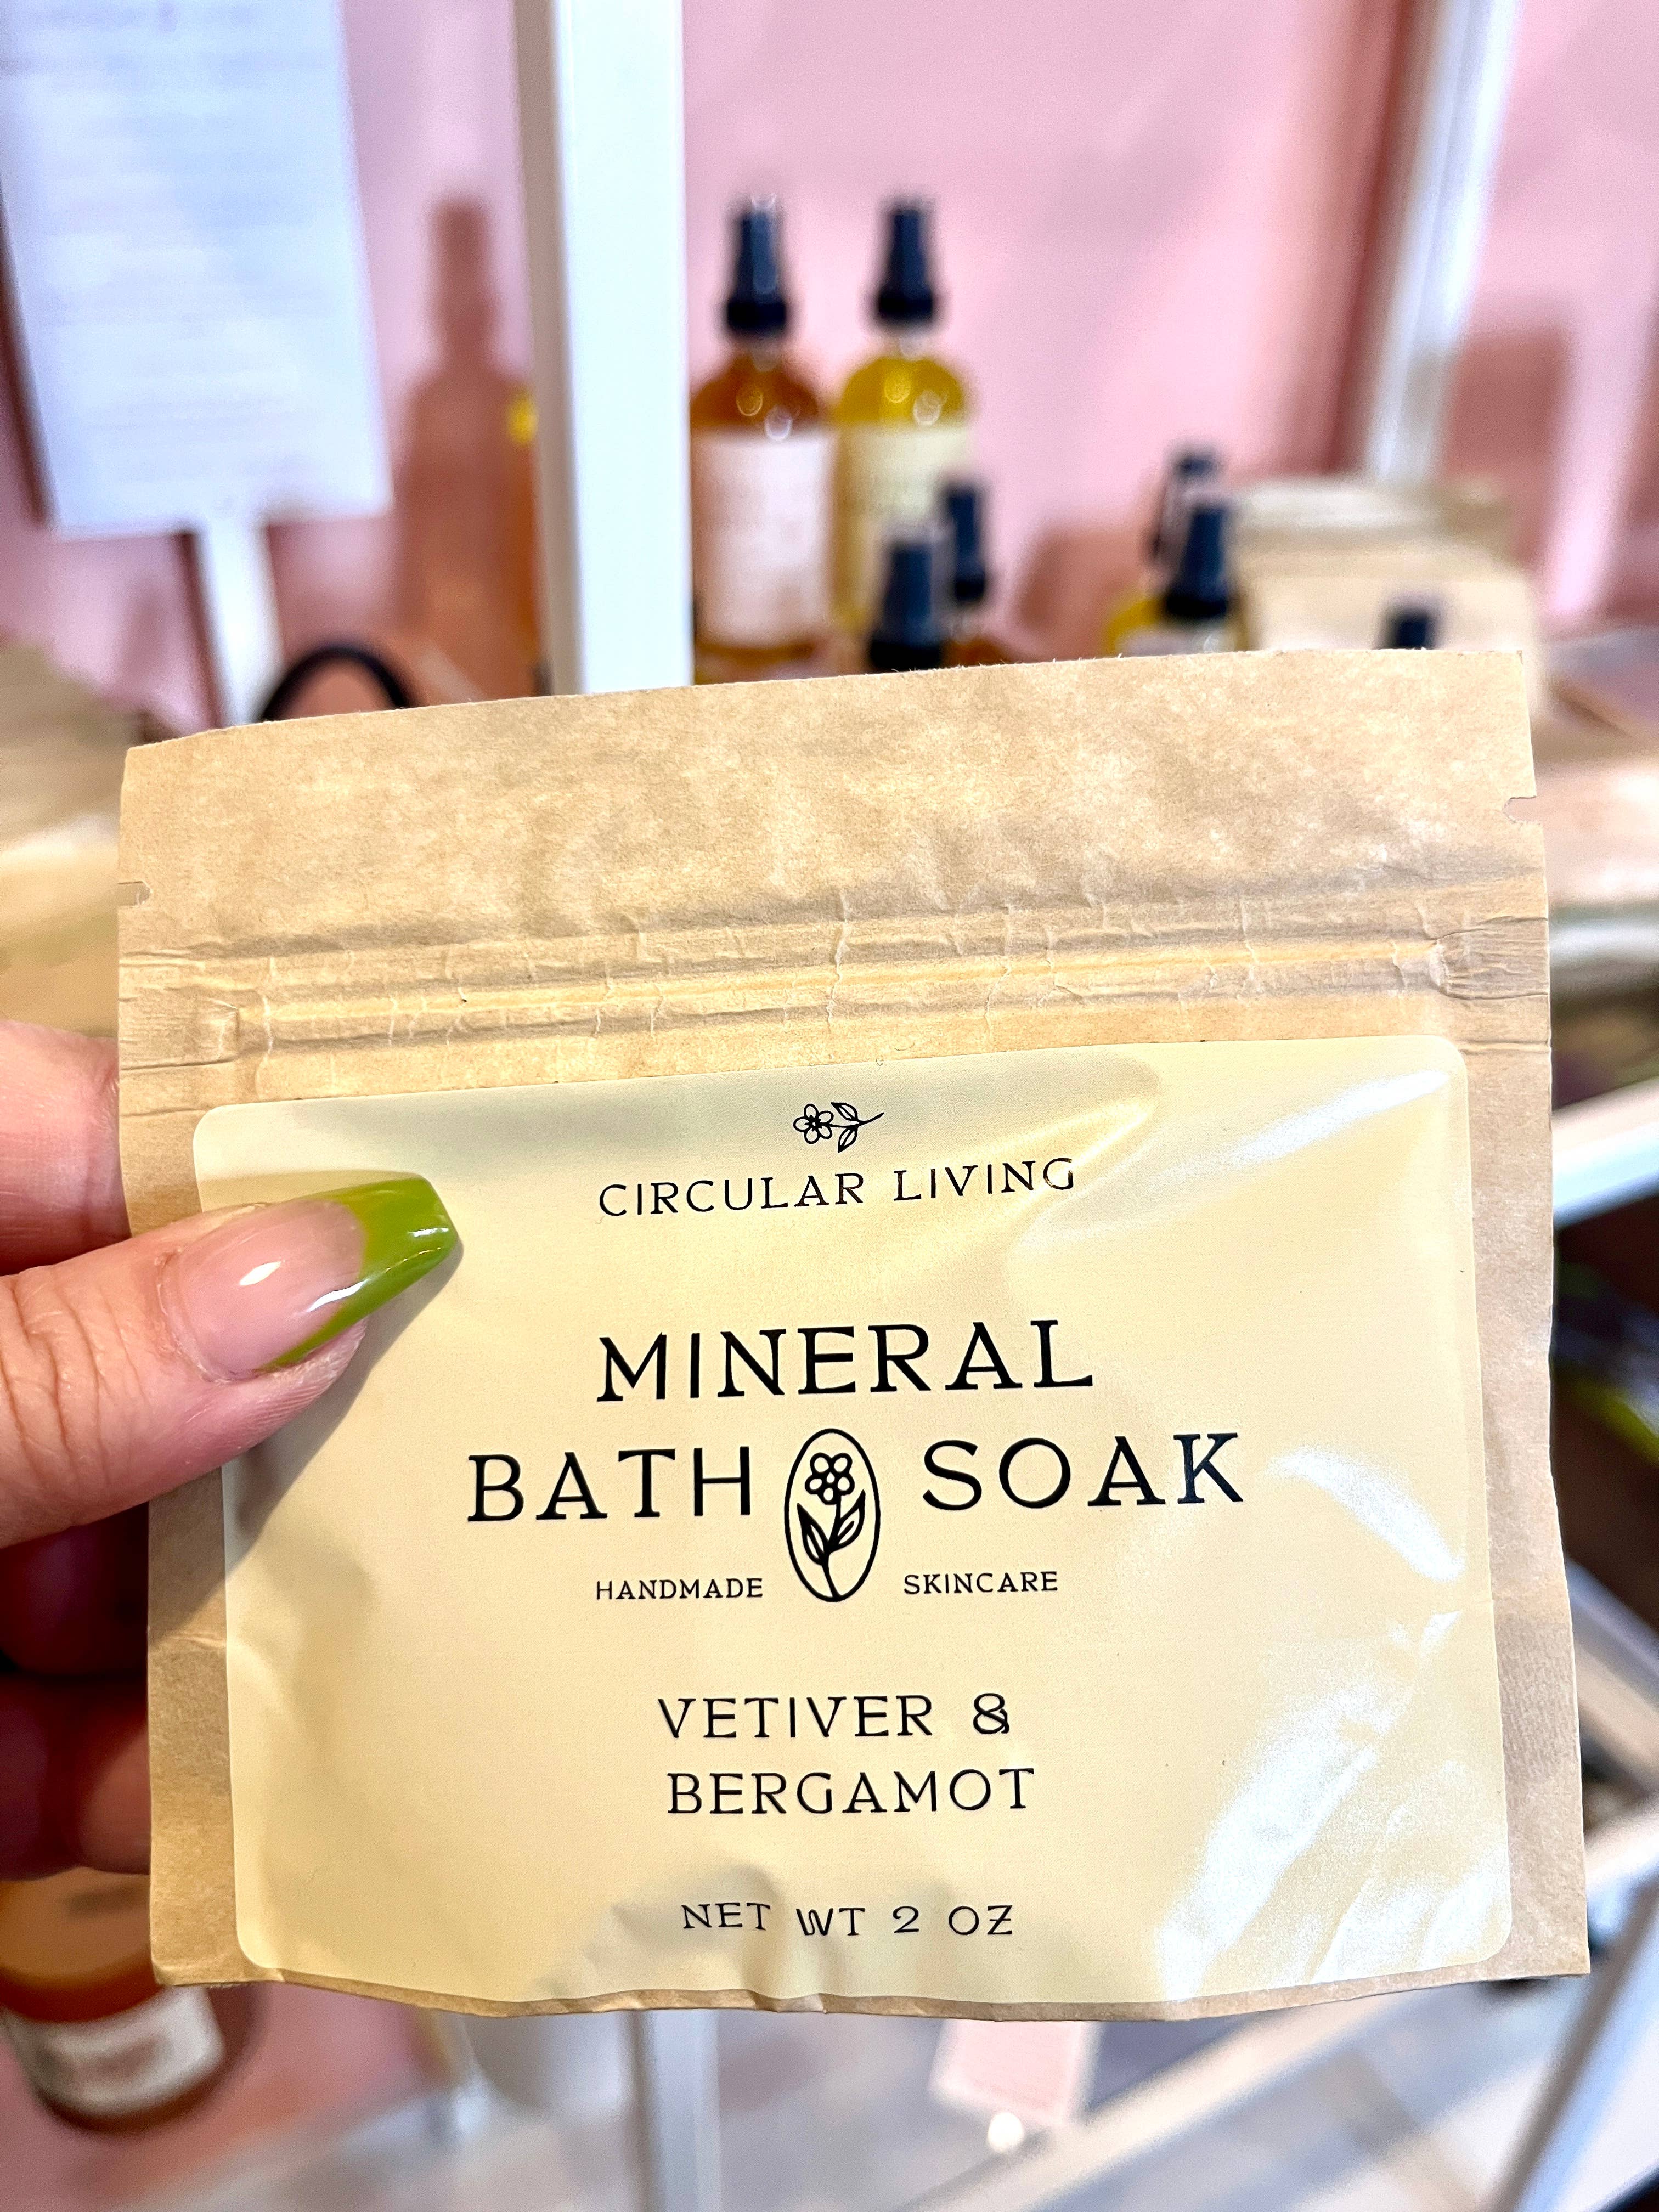 CIRCULAR LIVING
MINERAL
BATH SOAK
HANDMADE SKINCARE
VETIVER &
BERGAMOT
NET WT 2 OZ